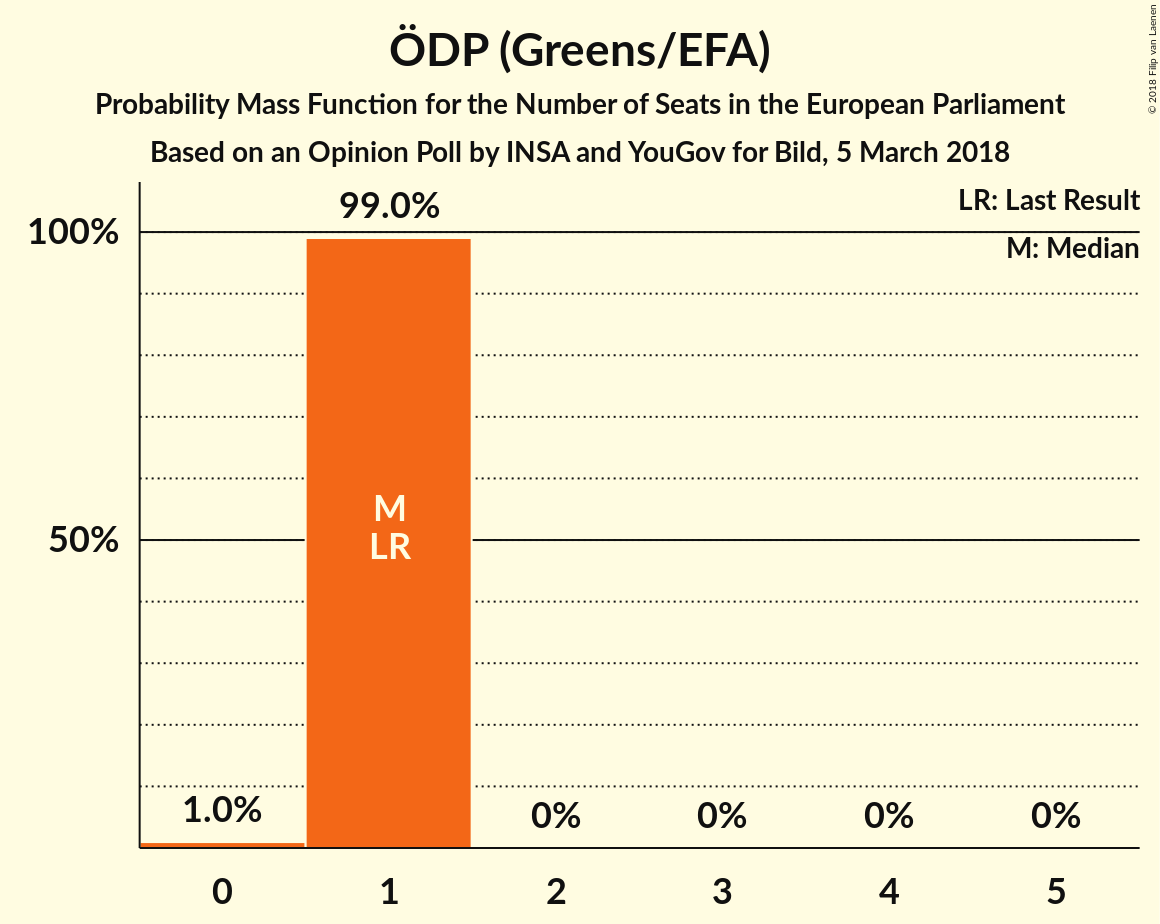 ÖDP (Greens/EFA)
Probability Mass Function for the Number of Seats in the European Parliament
Based on an Opinion Poll by INSA and YouGov for Bild, 5 March 2018
© 2018 Filip van Laenen
LR: Last Result
M: Median
100%
50%
99.0%
M
LR
1.0%
0%
0%
0%
0%
0
1
2
3
4
5